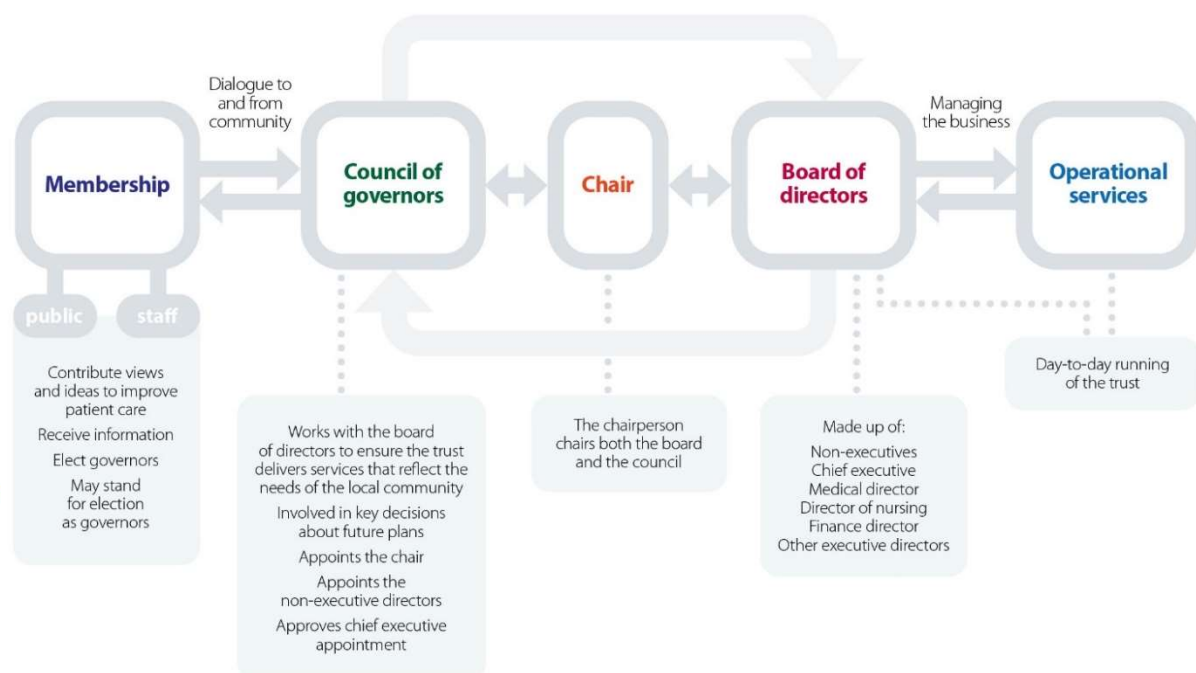 Dialogue to
and from
community
Managing
the business
Membership
Council of
governors
Chair
Board of
directors
Operational
services
public
staff
Contribute views
and ideas to improve
patient care
Receive information
Elect governors
May stand
for election
as governors
Works with the board
of directors to ensure the trust
delivers services that reflect the
needs of the local community
Involved in key decisions
about future plans
Appoints the chair
Appoints the
non-executive directors
Approves chief executive
appointment
The chairperson
chairs both the board
and the council
Made up of:
Non-executives
Chief executive
Medical director
Director of nursing
Finance director
Other executive directors
Day-to-day running
of the trust